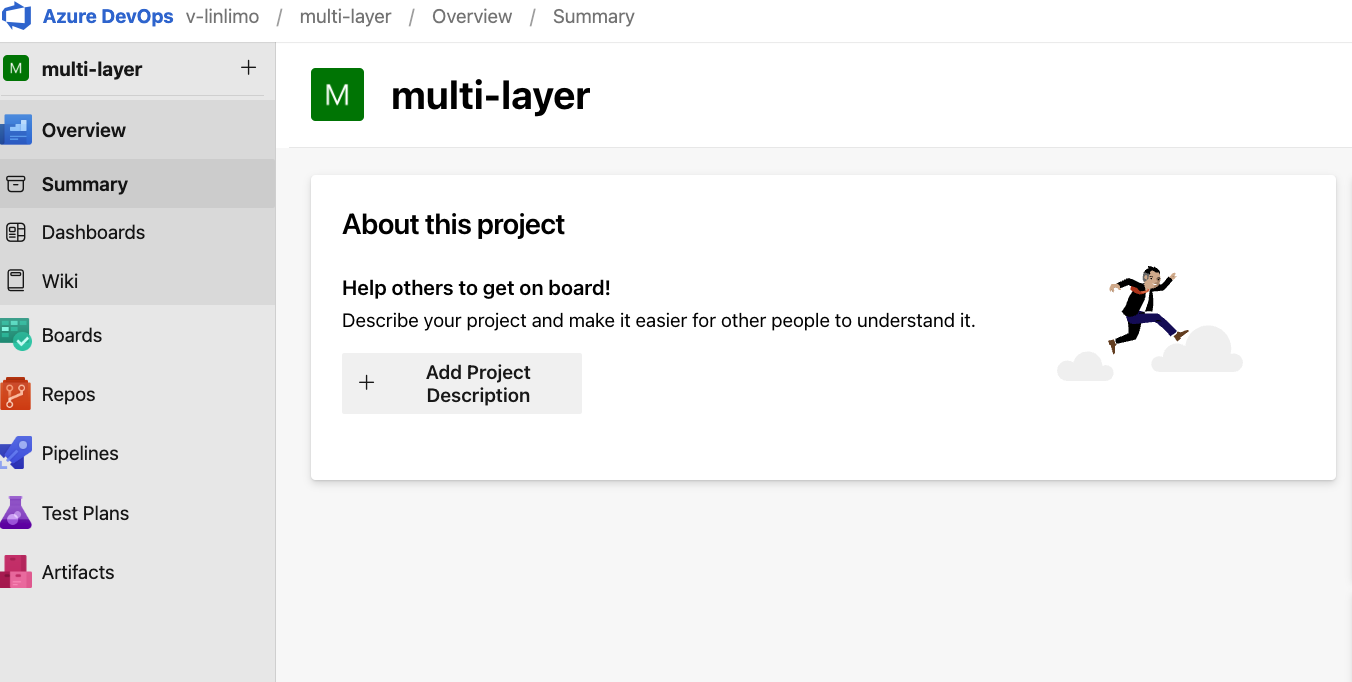 Azure DevOps v-linlimo / multi-layer / Overview / Summary
M multi-layer +
Overview
Summary
Dashboards
Wiki
Boards
Repos
Pipelines
Test Plans
Artifacts
M multi-layer
About this project
Help others to get on board!
Describe your project and make it easier for other people to understand it.
+ Add Project
Description